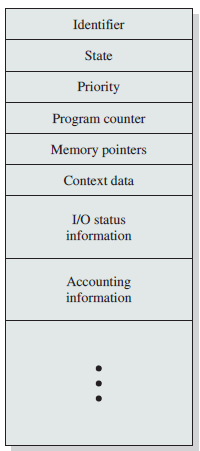 Identifier
State
Priority
Program counter
Memory pointers
Context data
I/O status
information
Accounting
information